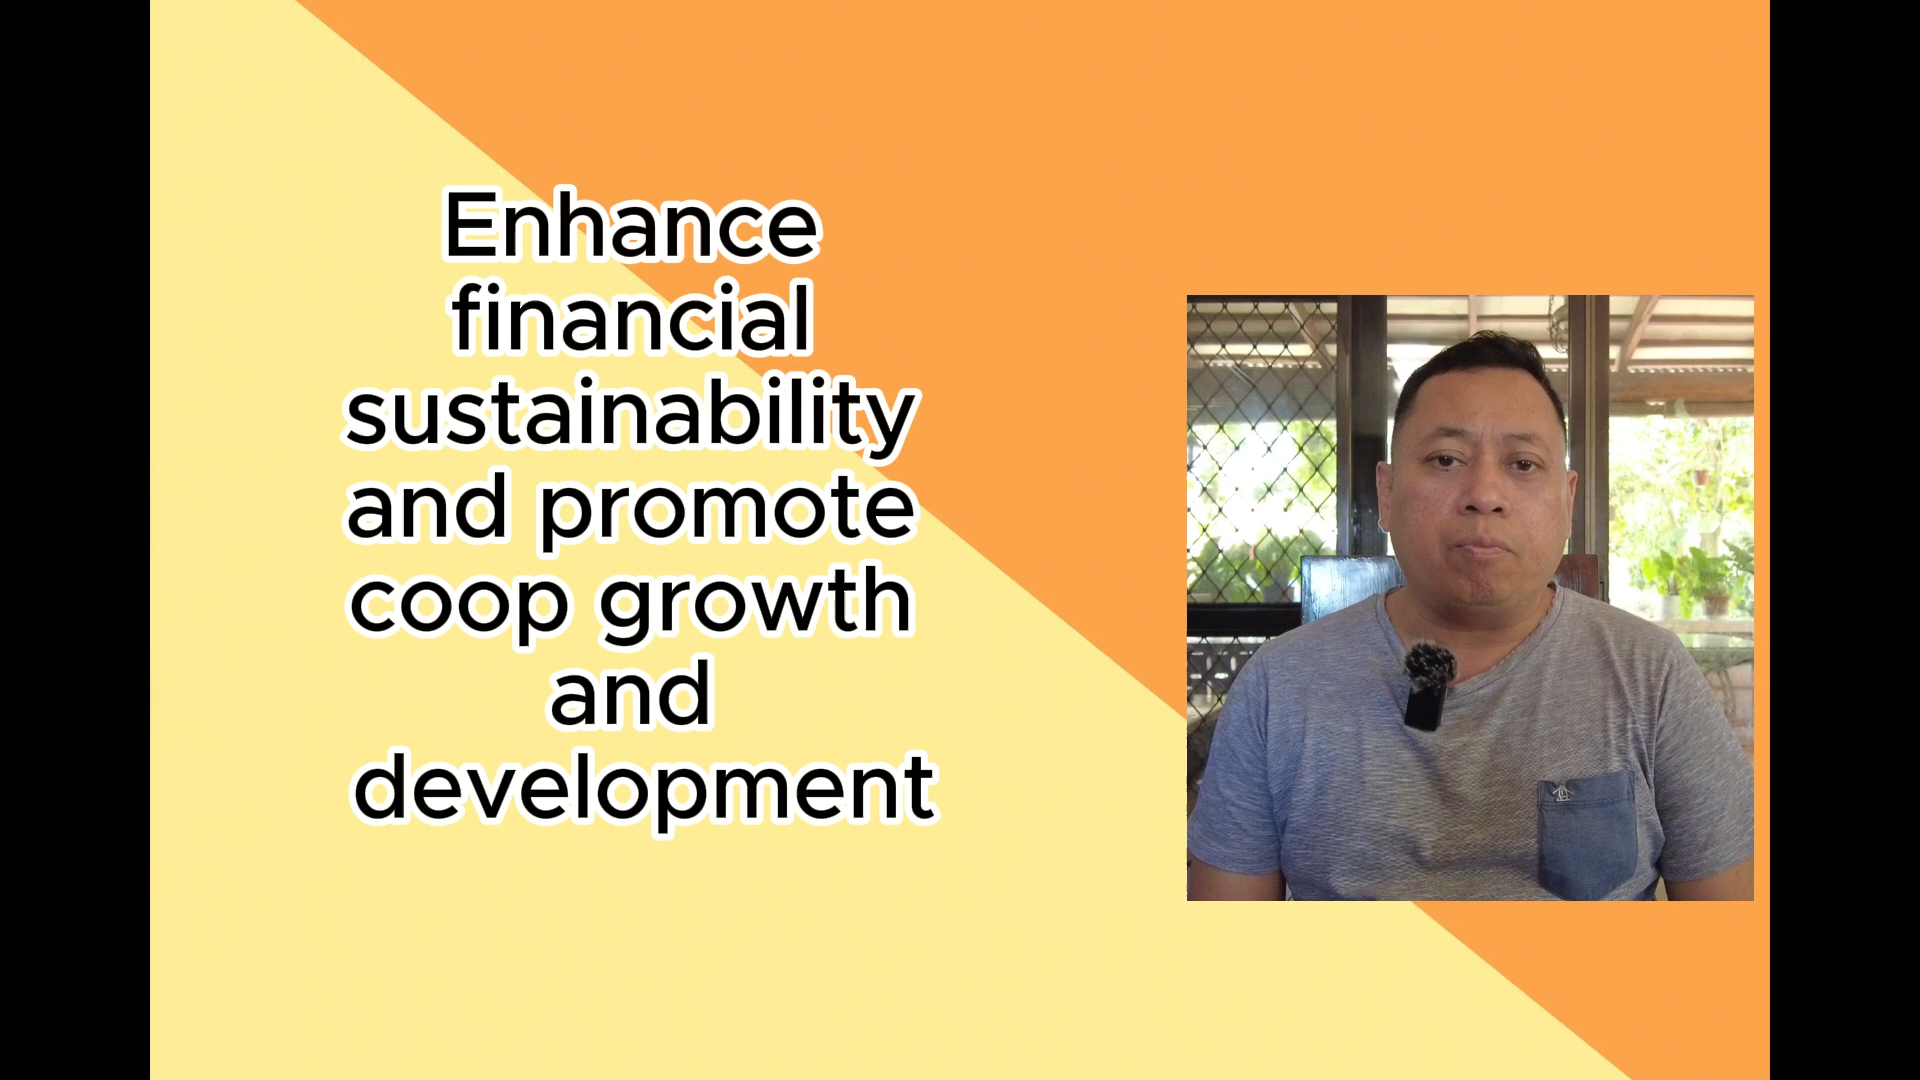 Enhance
financial
sustainability
and promote
coop growth
and
development